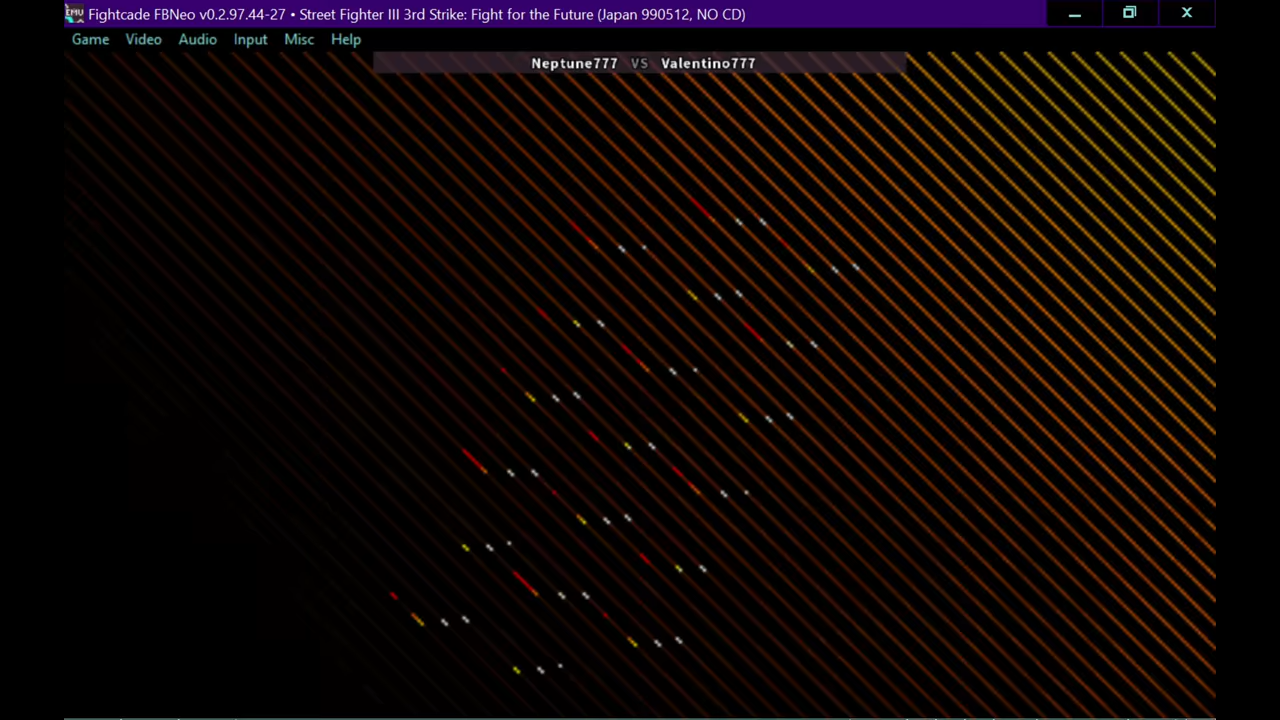 Fightcade FBNeo v0.2.97.44-27 • Street Fighter III 3rd Strike: Fight for the Future (Japan 990512, NO CD)
Game Video Audio Input Misc Help
Neptune777 VS Valentino777